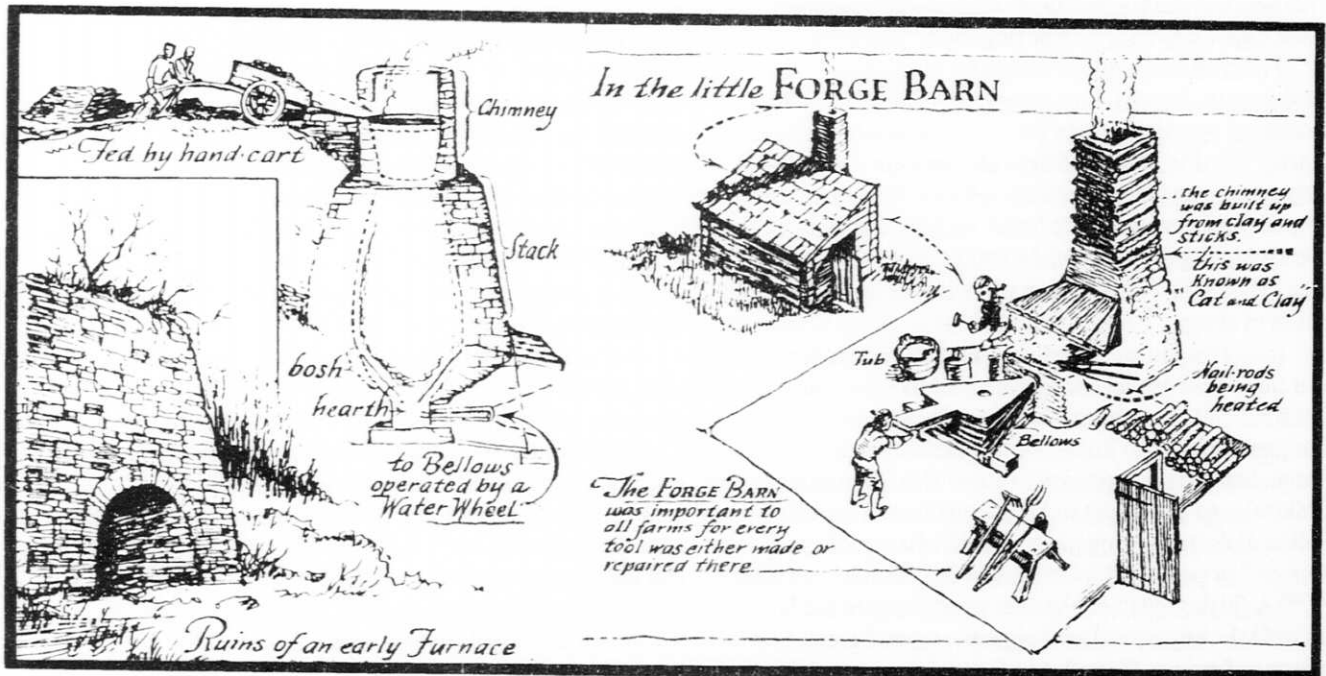 Fed by hand-cart
Chimney
Stack
bosh
hearth
to Bellows
operated by a
Water Wheel
Ruins of an early Furnace
In the little FORGE BARN
the chimney
was built up
from clay and
sticks.
this was
known as
"Cat and Clay"
Tub
Nail-rods
being
heated
Bellows
The FORGE BARN
was important to
all farms for every
tool was either made or
repaired there